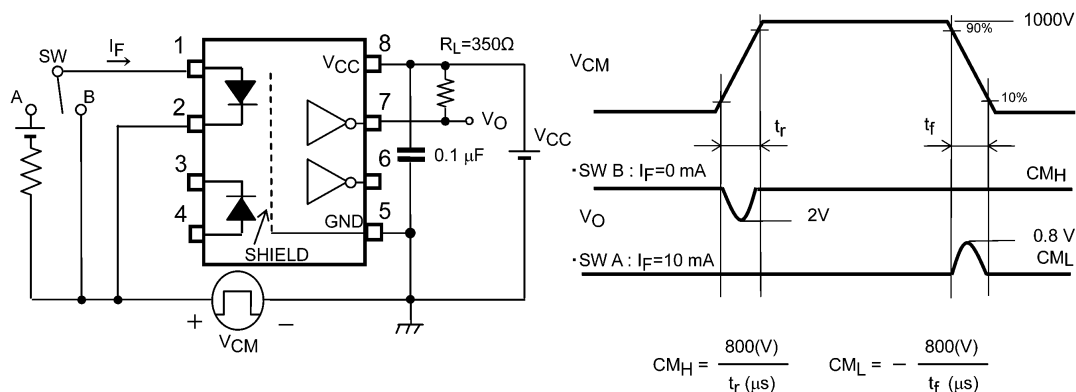 SW
I_F
A
B
1
2
3
4
8
V_CC
R_L=350Ω
7
V_O
6
0.1 μF
V_CC
GND
5
SHIELD
+
−
V_CM
V_CM
1000V
90%
10%
t_r
t_f
・SW B : I_F=0 mA
CM_H
V_O
2V
0.8 V
・SW A : I_F=10 mA
CM_L
CM_H = 800(V) / t_r (μs)
CM_L = − 800(V) / t_f (μs)